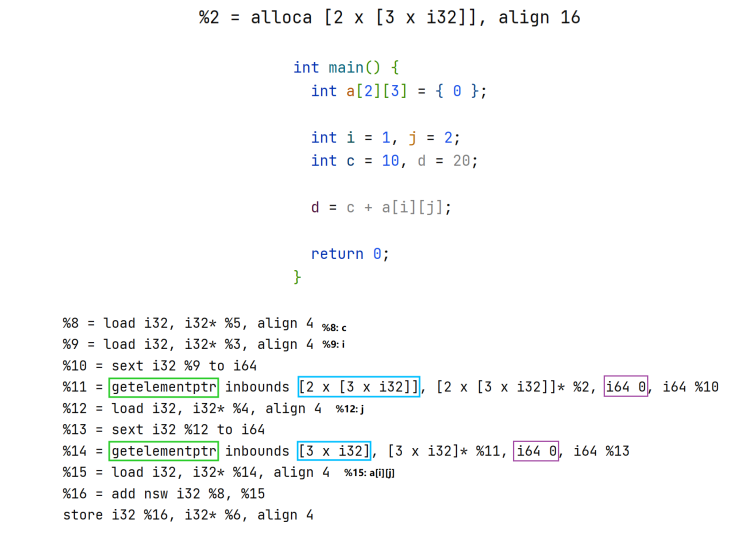 %2 = alloca [2 x [3 x i32]], align 16
int main() {
int a[2][3] = { 0 };
int i = 1, j = 2;
int c = 10, d = 20;
d = c + a[i][j];
return 0;
}
%8 = load i32, i32* %5, align 4 %8: c
%9 = load i32, i32* %3, align 4 %9: i
%10 = sext i32 %9 to i64
%11 = getelementptr inbounds [2 x [3 x i32]], [2 x [3 x i32]]* %2, i64 0, i64 %10
%12 = load i32, i32* %4, align 4 %12: j
%13 = sext i32 %12 to i64
%14 = getelementptr inbounds [3 x i32], [3 x i32]* %11, i64 0, i64 %13
%15 = load i32, i32* %14, align 4 %15: a[i][j]
%16 = add nsw i32 %8, %15
store i32 %16, i32* %6, align 4